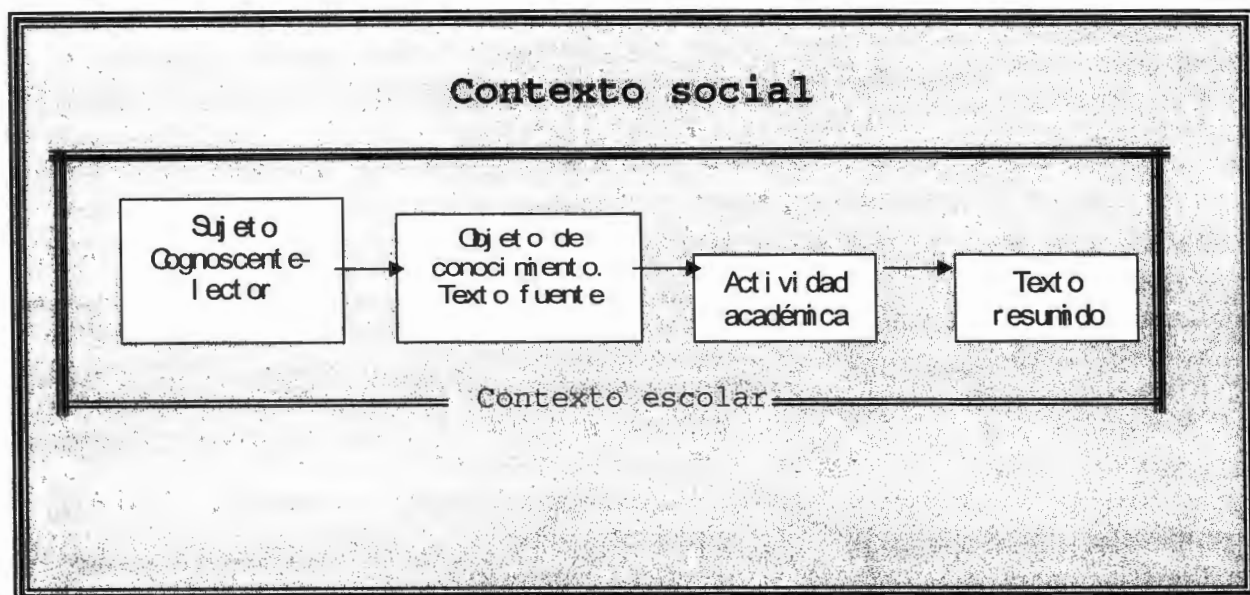 Contexto social
Sujeto
Cognoscente-
lector
Objeto de
conocimiento.
Texto fuente
Actividad
académica
Texto
resumido
Contexto escolar